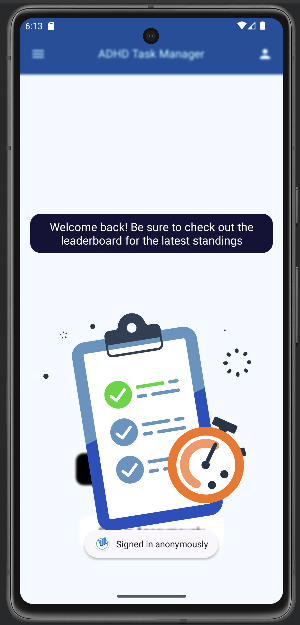 6:13
ADHD Task Manager
Welcome back! Be sure to check out the
leaderboard for the latest standings
Signed in anonymously